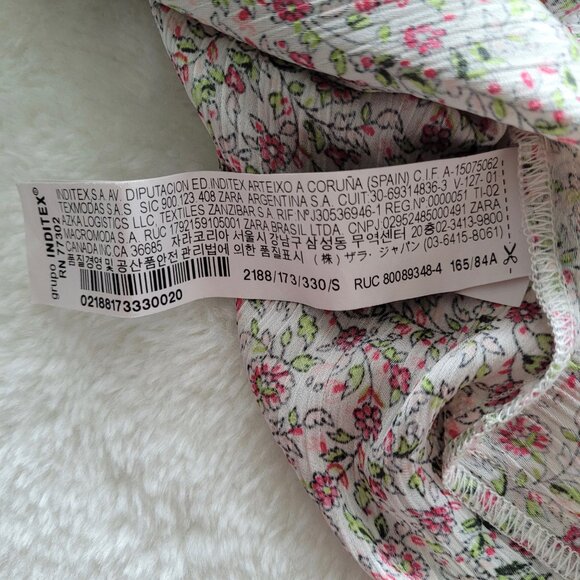 grupo INDITEX®
RN 77302
INDITEX,S.A. AV. DIPUTACION ED INDITEX ARTEIXO A CORUÑA (SPAIN) C.I.F A-15075062
TEXMODAS S.A.S SIC 900 123 408 ZARA ARGENTINA S.A. CUIT:30-69314836-3 V-127.01
AZKA LOGISTICS LLC, TEXTILES ZANZIBAR S.A RIF Nº:J30536946-1 REG.Nº 0000051 TI-02
MACROMODA S.A. RUC 1792159105001 ZARA BRASIL LTDA, CNPJ 02952485000491 ZARA
CANADA INC CA 36685 자라코리아 서울시 강남구 삼성동 무역센터 20층 02-3413-9800
품질경영 및 공산품안전 관리법에 의한 품질표시 (株) ザラ・ジャパン (03-6415-8061)
02188173330020
2188/173/330/S RUC 80089348-4 165/84A